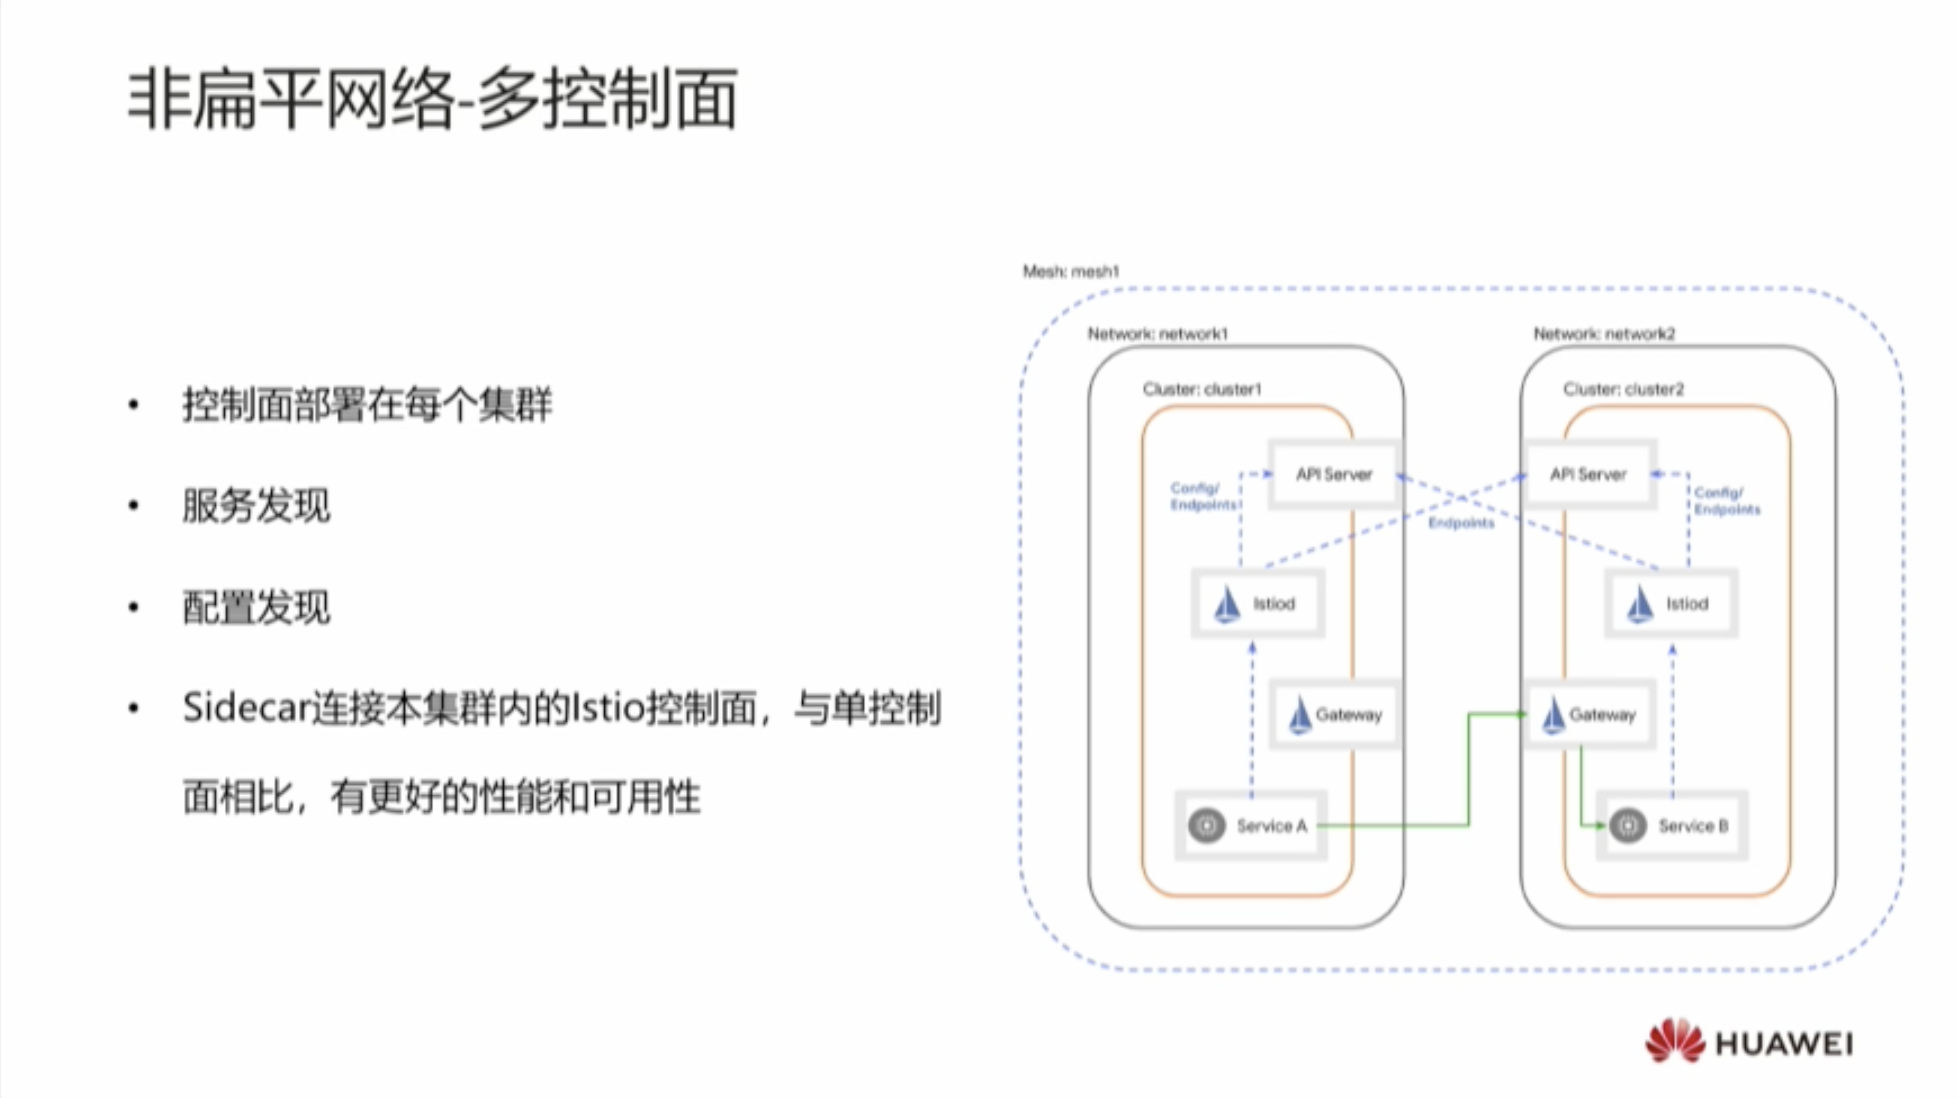 非扁平网络-多控制面
• 控制面部署在每个集群
• 服务发现
• 配置发现
• Sidecar连接本集群内的Istio控制面，与单控制
面相比，有更好的性能和可用性
Mesh: mesh1
Network: network1
Cluster: cluster1
API Server
Config/
Endpoints
Istiod
Gateway
Service A
Endpoints
Network: network2
Cluster: cluster2
API Server
Config/
Endpoints
Istiod
Gateway
Service B
HUAWEI